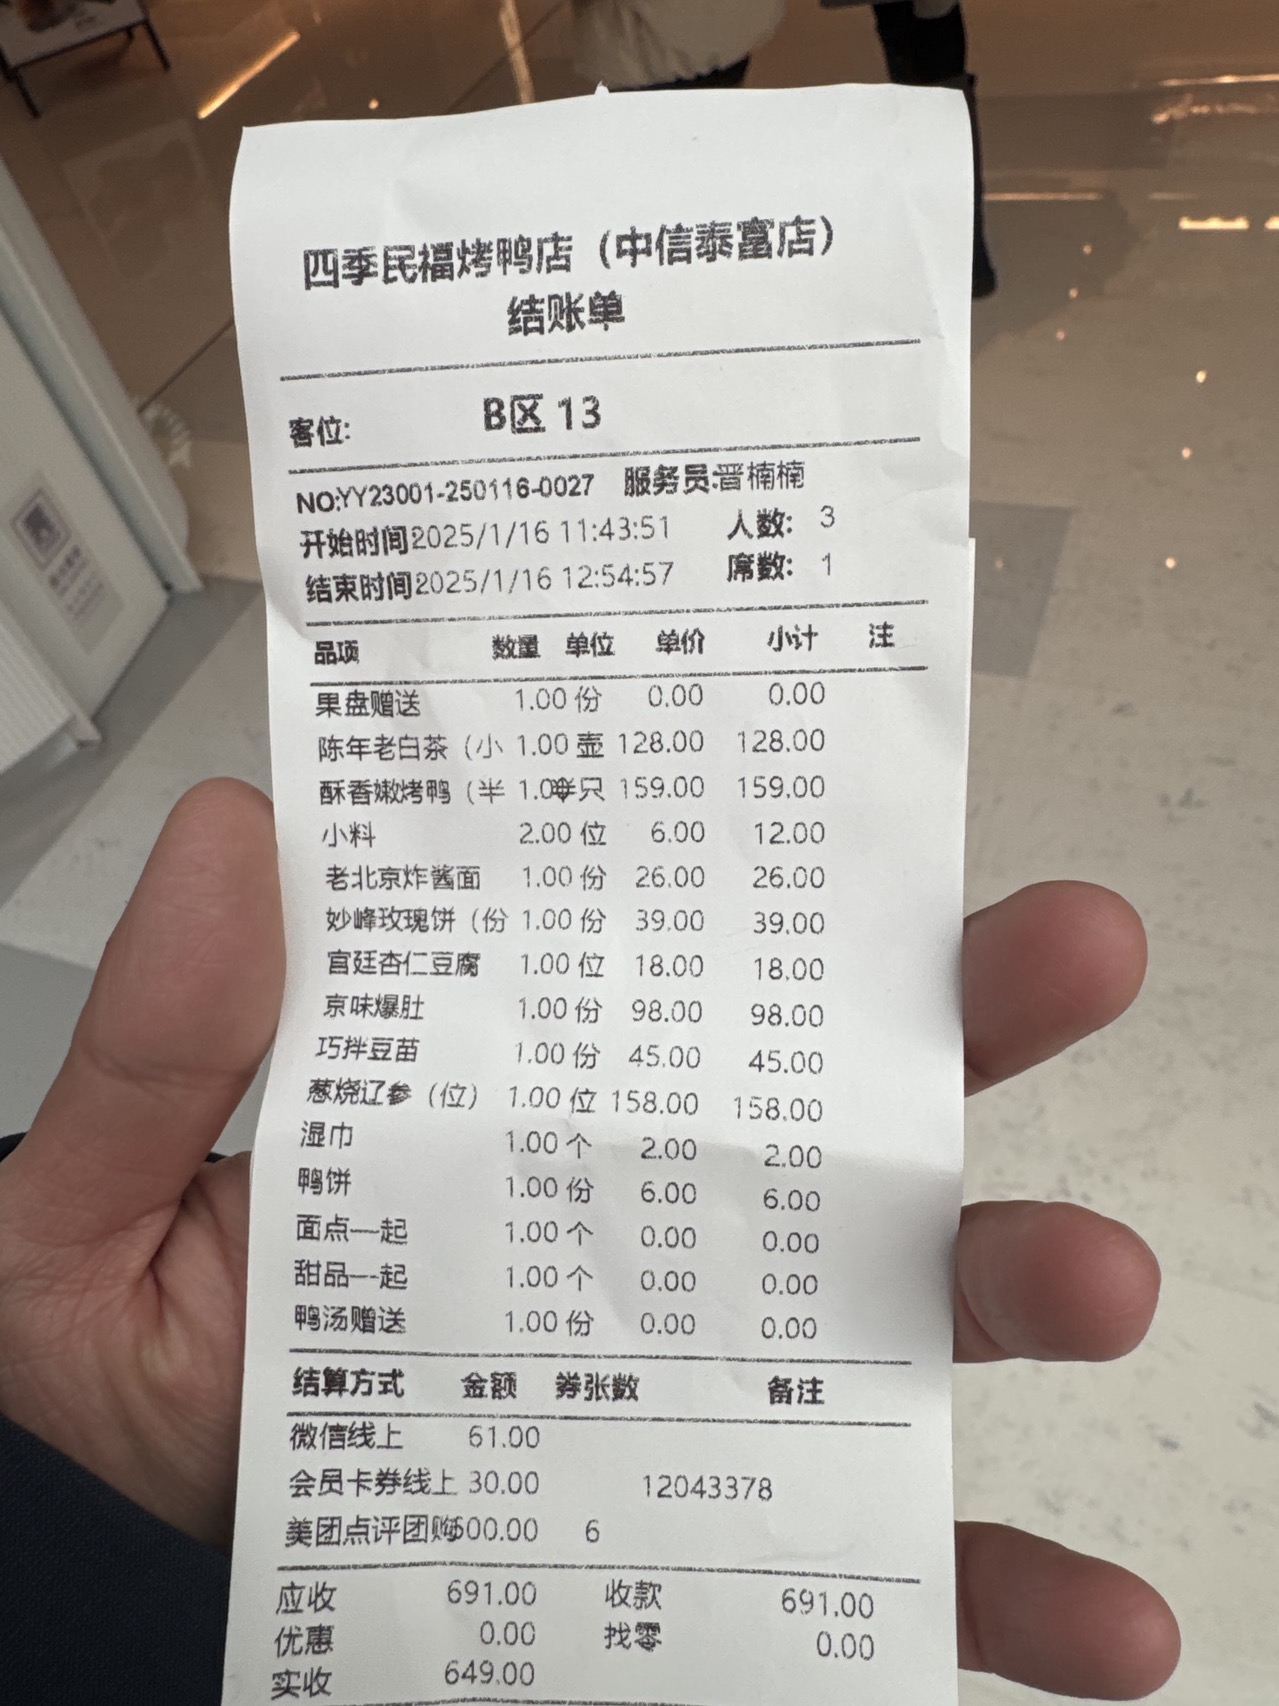 四季民福烤鸭店（中信泰富店）
结账单
客位: B区 13
NO:YY23001-250116-0027 服务员:晋楠楠
开始时间2025/1/16 11:43:51 人数: 3
结束时间2025/1/16 12:54:57 席数: 1
品项 数量 单位 单价 小计 注
果盘赠送 1.00 份 0.00 0.00
陈年老白茶（小 1.00 壶 128.00 128.00
酥香嫩烤鸭（半 1.00半只 159.00 159.00
小料 2.00 位 6.00 12.00
老北京炸酱面 1.00 份 26.00 26.00
妙峰玫瑰饼（份 1.00 份 39.00 39.00
宫廷杏仁豆腐 1.00 位 18.00 18.00
京味爆肚 1.00 份 98.00 98.00
巧拌豆苗 1.00 份 45.00 45.00
葱烧辽参（位） 1.00 位 158.00 158.00
湿巾 1.00 个 2.00 2.00
鸭饼 1.00 份 6.00 6.00
面点—起 1.00 个 0.00 0.00
甜品—起 1.00 个 0.00 0.00
鸭汤赠送 1.00 份 0.00 0.00
结算方式 金额 券张数 备注
微信线上 61.00
会员卡券线上 30.00 12043378
美团点评团购600.00 6
应收 691.00 收款 691.00
优惠 0.00 找零 0.00
实收 649.00